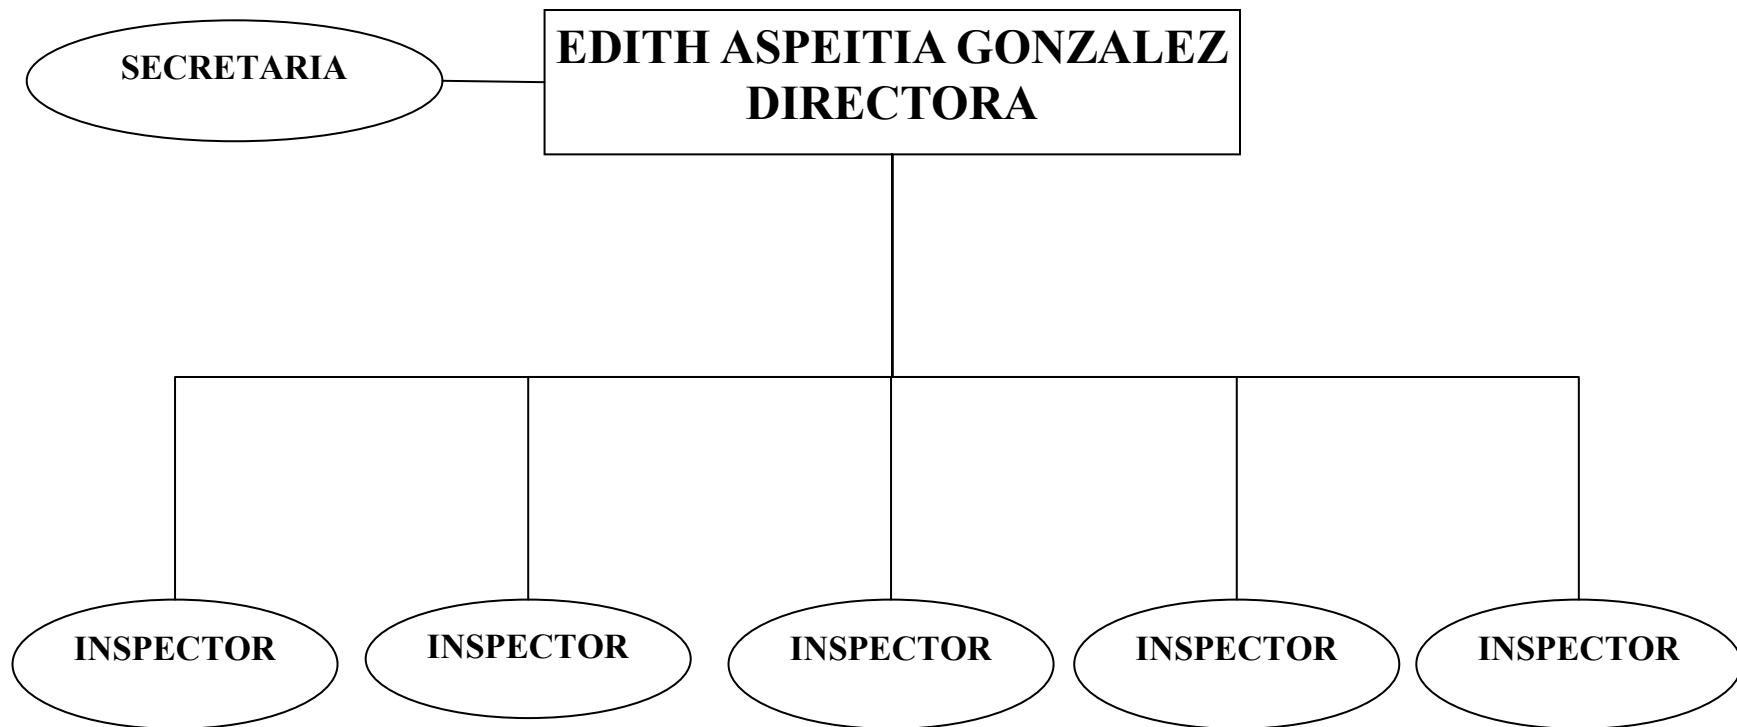 SECRETARIA
EDITH ASPEITIA GONZALEZ
DIRECTORA
INSPECTOR
INSPECTOR
INSPECTOR
INSPECTOR
INSPECTOR